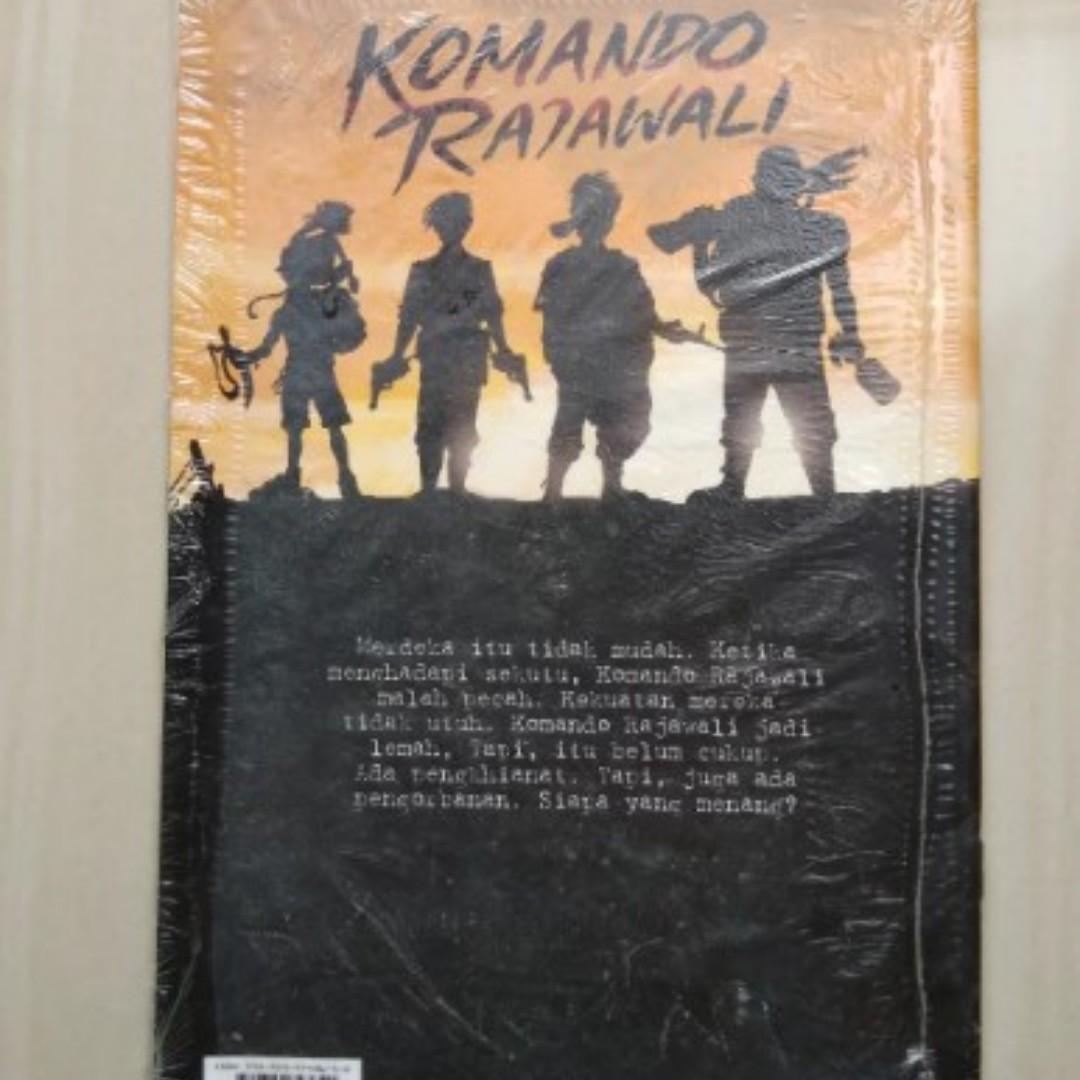 KOMANDO
RAJAWALI
Merdeka itu tidak mudah. Ketika
menghadapi sekutu, Komando Rajawali
malah pecah. Kekuatan mereka
tidak utuh. Komando Rajawali jadi
lemah. Tapi, itu belum cukup.
Ada pengkhianat. Tapi, juga ada
pengorbanan. Siapa yang menang?